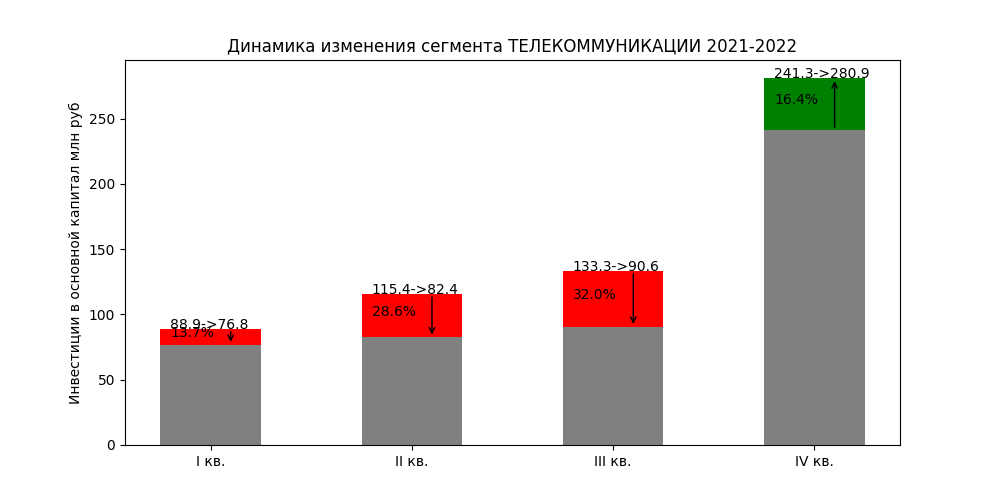 Динамика изменения сегмента ТЕЛЕКОММУНИКАЦИИ 2021-2022
Инвестиции в основной капитал млн руб
250
200
150
100
50
0
88.9->76.8
13.7%
115.4->82.4
28.6%
133.3->90.6
32.0%
241.3->280.9
16.4%
I кв.
II кв.
III кв.
IV кв.